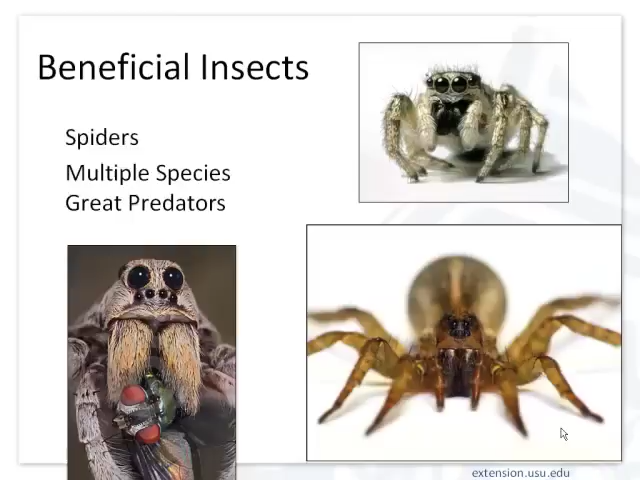 Beneficial Insects
Spiders
Multiple Species
Great Predators
extension.usu.edu